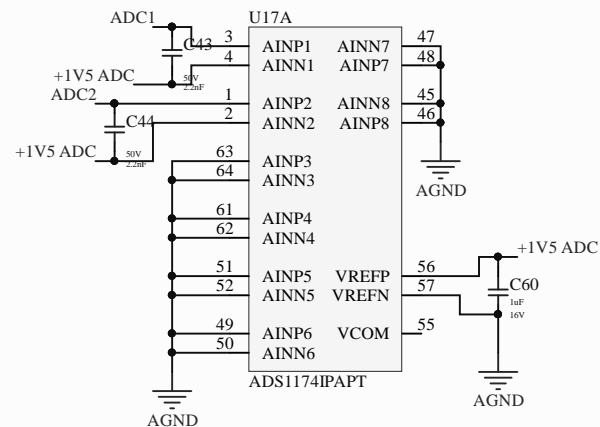 ADC1
U17A
3 AINP1 AINN7 47
C43
4 AINN1 AINP7 48
+1V5 ADC
50V
2.2nF
ADC2
1 AINP2 AINN8 45
C44
2 AINN2 AINP8 46
+1V5 ADC
50V
2.2nF
63 AINP3
64 AINN3
AGND
61 AINP4
62 AINN4
+1V5 ADC
51 AINP5 VREFP 56
C60
52 AINN5 VREFN 57
1uF
16V
49 AINP6 VCOM 55
50 AINN6
ADS1174IPAPT
AGND
AGND